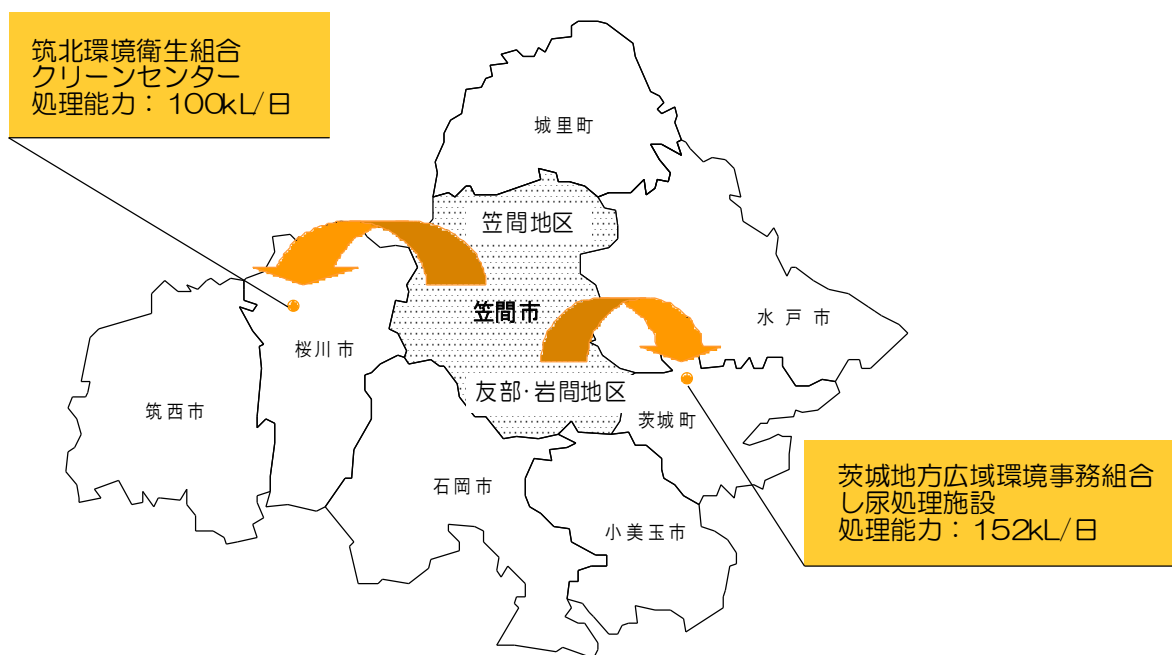 筑北環境衛生組合
クリーンセンター
処理能力：100kL/日
城里町
笠間地区
笠間市
水戸市
桜川市
友部・岩間地区
筑西市
茨城町
石岡市
小美玉市
茨城地方広域環境事務組合
し尿処理施設
処理能力：152kL/日